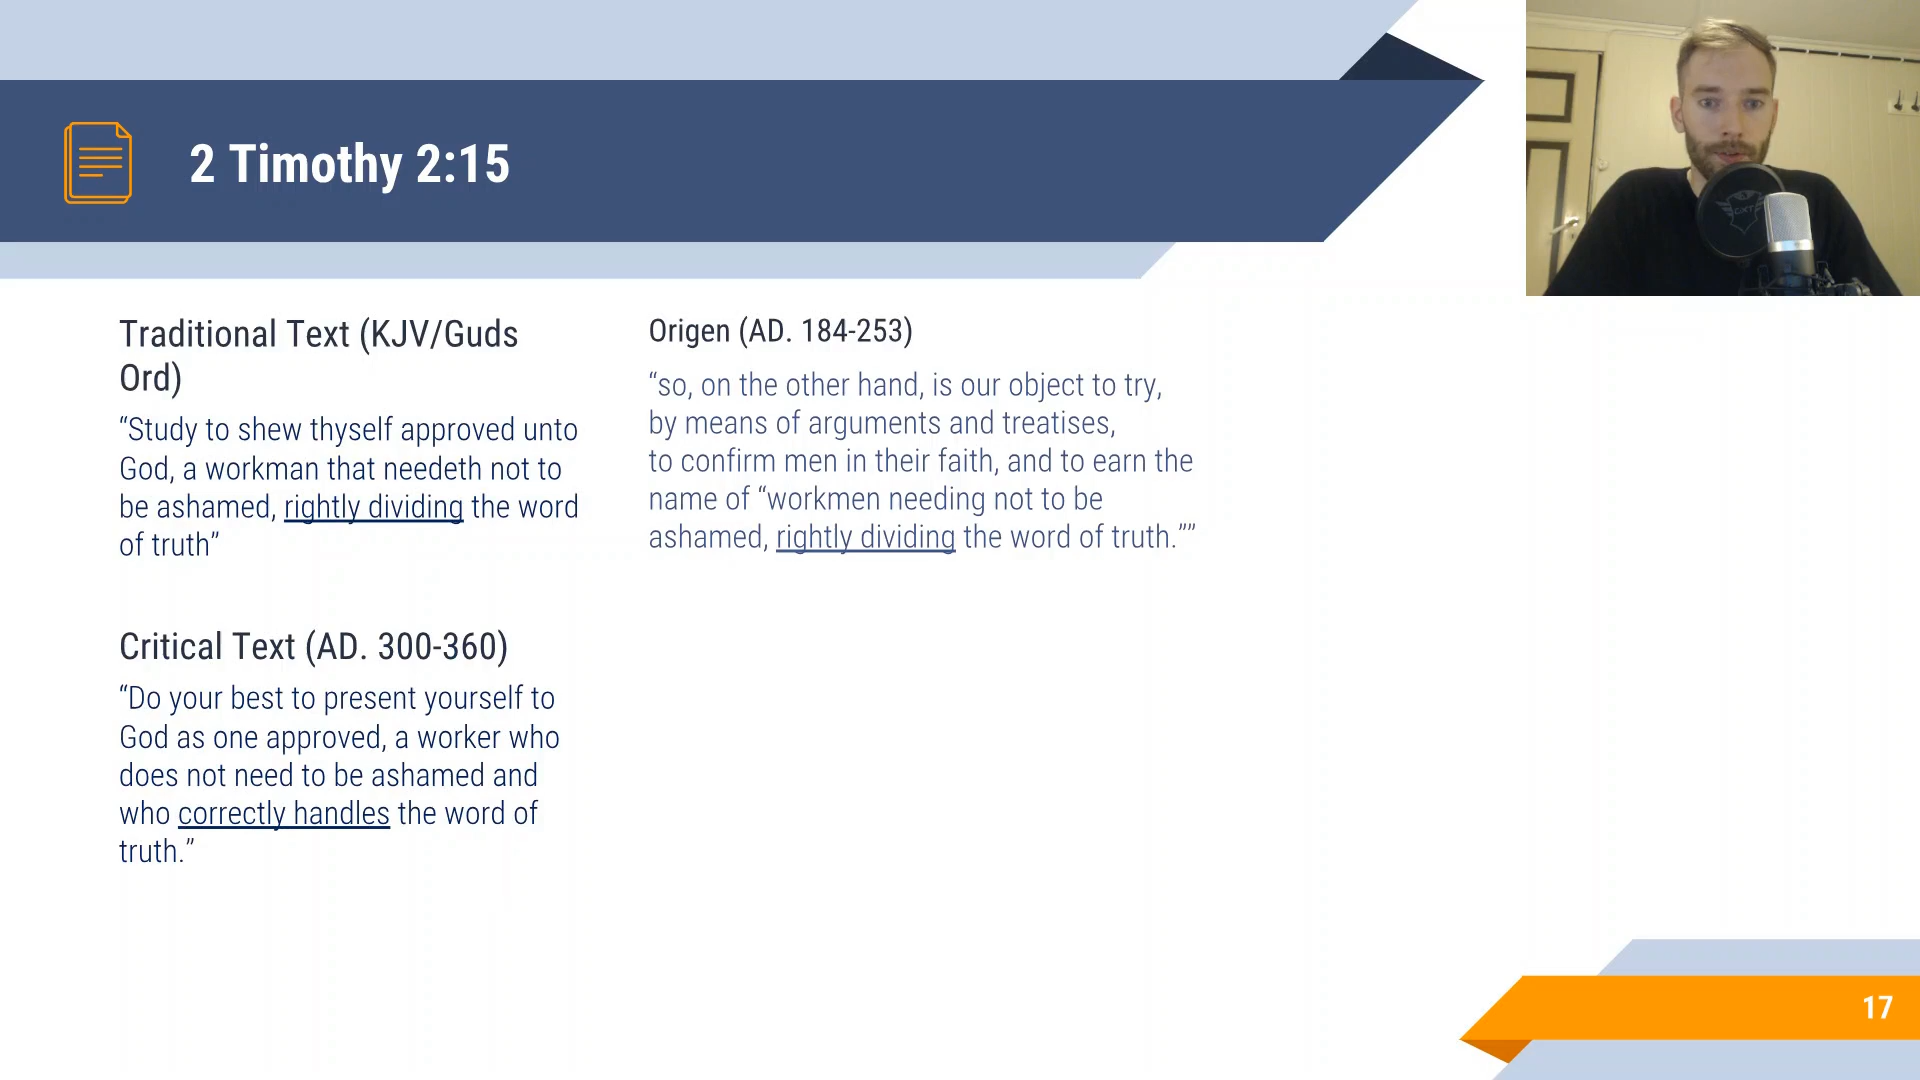 2 Timothy 2:15
Traditional Text (KJV/Guds
Ord)
“Study to shew thyself approved unto
God, a workman that needeth not to
be ashamed, rightly dividing the word
of truth”
Critical Text (AD. 300-360)
“Do your best to present yourself to
God as one approved, a worker who
does not need to be ashamed and
who correctly handles the word of
truth.”
Origen (AD. 184-253)
“so, on the other hand, is our object to try,
by means of arguments and treatises,
to confirm men in their faith, and to earn the
name of “workmen needing not to be
ashamed, rightly dividing the word of truth.””
17